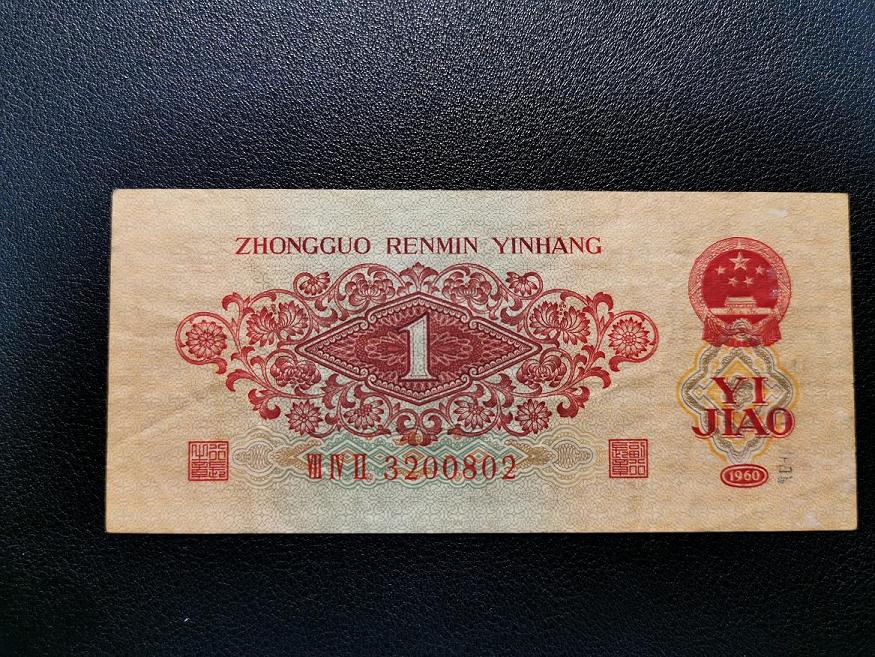 ZHONGGUO RENMIN YINHANG
1
YI
JIAO
VIII IV II 3200802
1960